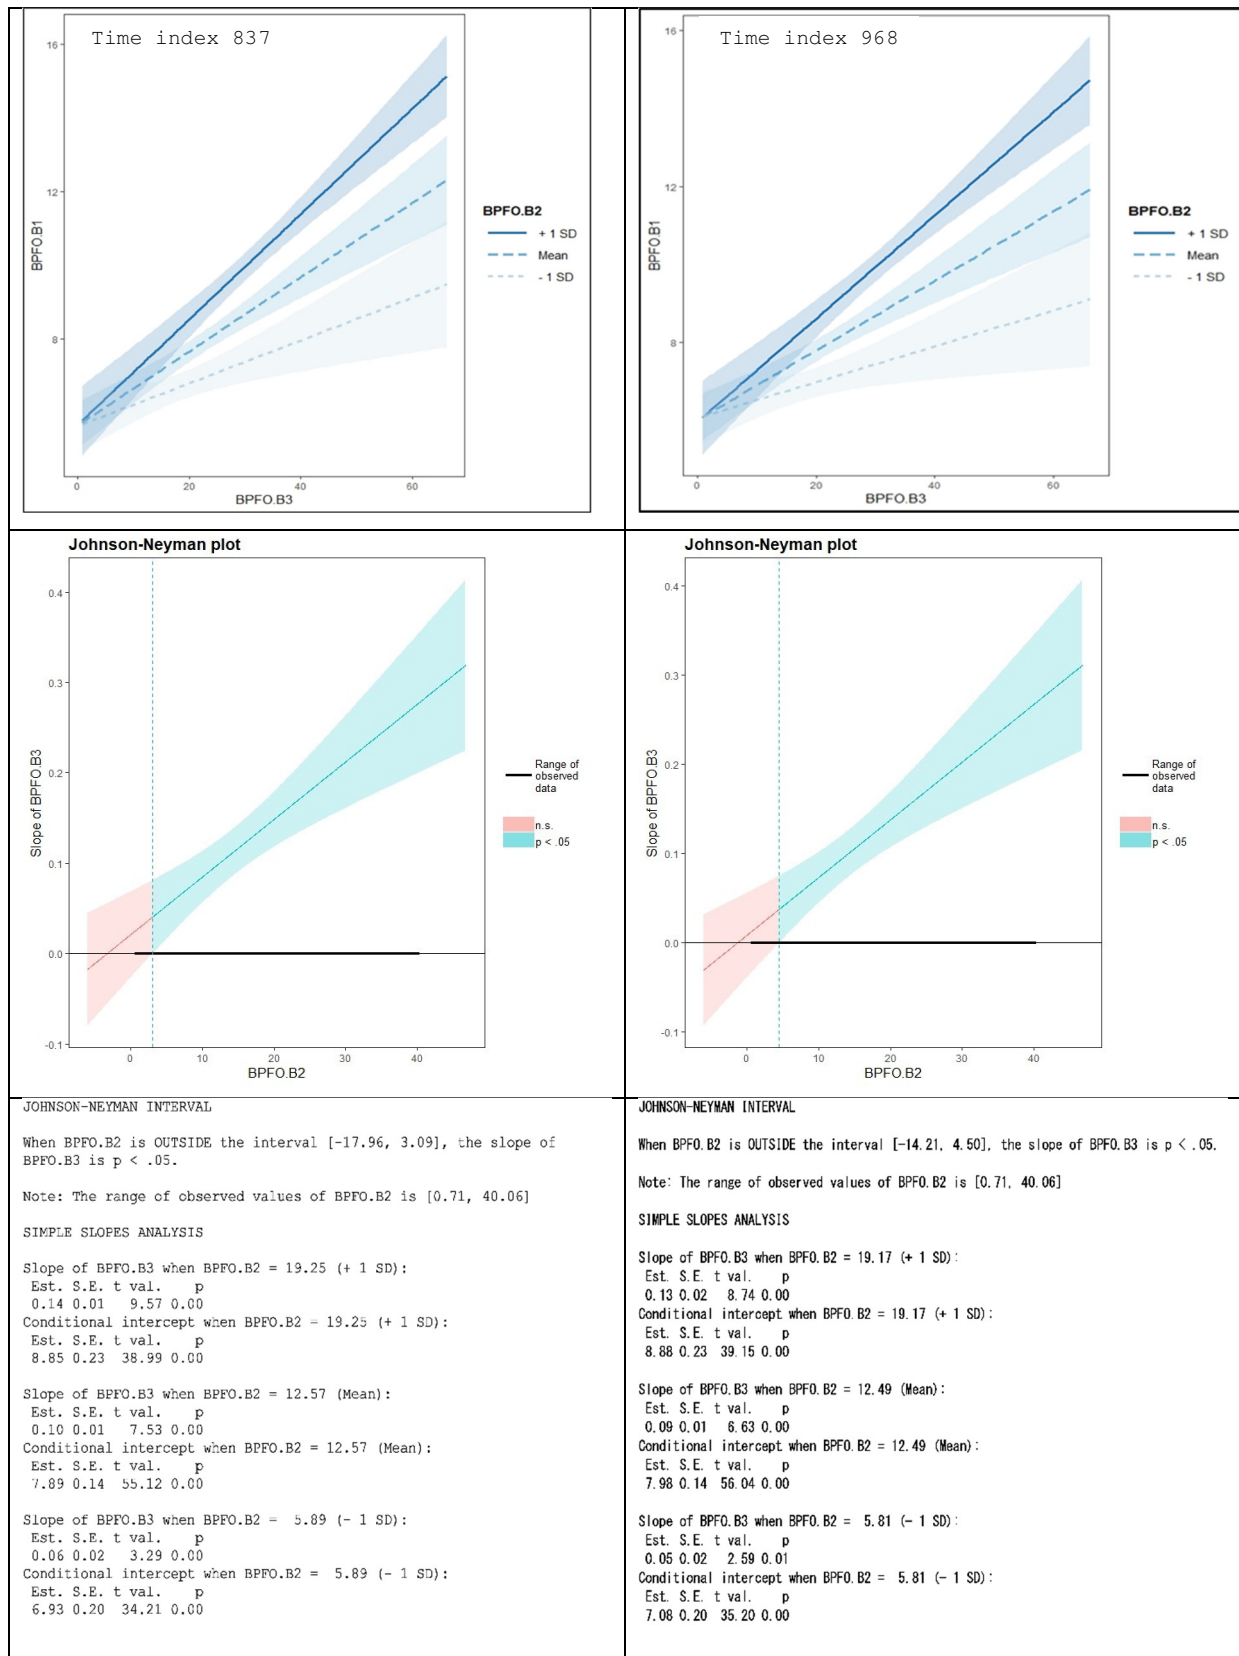 Time index 837
16
12
8
0
20
40
60
BPFO.B1
BPFO.B3
BPFO.B2
+ 1 SD
Mean
- 1 SD
Time index 968
16
12
8
0
20
40
60
BPFO.B1
BPFO.B3
BPFO.B2
+ 1 SD
Mean
- 1 SD
Johnson-Neyman plot
0.4
0.3
0.2
0.1
0.0
-0.1
0
10
20
30
40
Slope of BPFO.B3
BPFO.B2
Range of
observed
data
n.s.
p < .05
Johnson-Neyman plot
0.4
0.3
0.2
0.1
0.0
-0.1
0
10
20
30
40
Slope of BPFO.B3
BPFO.B2
Range of
observed
data
n.s.
p < .05
JOHNSON-NEYMAN INTERVAL
When BPFO.B2 is OUTSIDE the interval [-17.96, 3.09], the slope of
BPFO.B3 is p < .05.
Note: The range of observed values of BPFO.B2 is [0.71, 40.06]
SIMPLE SLOPES ANALYSIS
Slope of BPFO.B3 when BPFO.B2 = 19.25 (+ 1 SD):
Est. S.E. t val. p
0.14 0.01 9.57 0.00
Conditional intercept when BPFO.B2 = 19.25 (+ 1 SD):
Est. S.E. t val. p
8.85 0.23 38.99 0.00
Slope of BPFO.B3 when BPFO.B2 = 12.57 (Mean):
Est. S.E. t val. p
0.10 0.01 7.53 0.00
Conditional intercept when BPFO.B2 = 12.57 (Mean):
Est. S.E. t val. p
7.89 0.14 55.12 0.00
Slope of BPFO.B3 when BPFO.B2 = 5.89 (- 1 SD):
Est. S.E. t val. p
0.06 0.02 3.29 0.00
Conditional intercept when BPFO.B2 = 5.89 (- 1 SD):
Est. S.E. t val. p
6.93 0.20 34.21 0.00
JOHNSON-NEYMAN INTERVAL
When BPFO.B2 is OUTSIDE the interval [-14.21, 4.50], the slope of BPFO.B3 is p < .05.
Note: The range of observed values of BPFO.B2 is [0.71, 40.06]
SIMPLE SLOPES ANALYSIS
Slope of BPFO.B3 when BPFO.B2 = 19.17 (+ 1 SD):
Est. S.E. t val. p
0.13 0.02 8.74 0.00
Conditional intercept when BPFO.B2 = 19.17 (+ 1 SD):
Est. S.E. t val. p
8.88 0.23 39.15 0.00
Slope of BPFO.B3 when BPFO.B2 = 12.49 (Mean):
Est. S.E. t val. p
0.09 0.01 6.63 0.00
Conditional intercept when BPFO.B2 = 12.49 (Mean):
Est. S.E. t val. p
7.98 0.14 56.04 0.00
Slope of BPFO.B3 when BPFO.B2 = 5.81 (- 1 SD):
Est. S.E. t val. p
0.05 0.02 2.59 0.01
Conditional intercept when BPFO.B2 = 5.81 (- 1 SD):
Est. S.E. t val. p
7.08 0.20 35.20 0.00